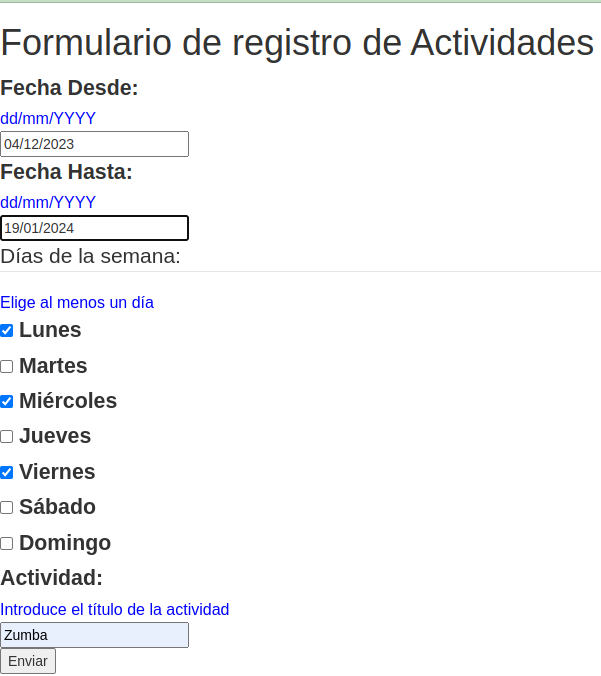 Formulario de registro de Actividades
Fecha Desde:
dd/mm/YYYY
04/12/2023
Fecha Hasta:
dd/mm/YYYY
19/01/2024
Días de la semana:
Elige al menos un día
Lunes
Martes
Miércoles
Jueves
Viernes
Sábado
Domingo
Actividad:
Introduce el título de la actividad
Zumba
Enviar